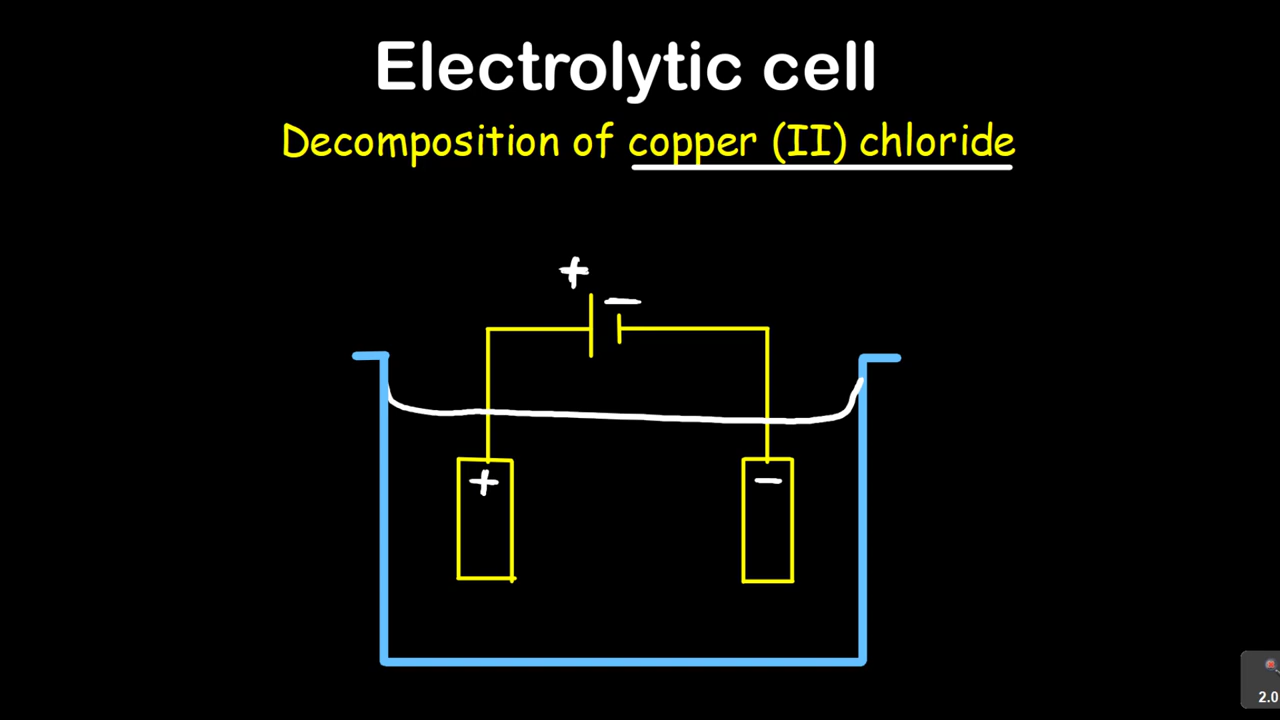 Electrolytic cell
Decomposition of copper (II) chloride
+ −
+ −
2.0